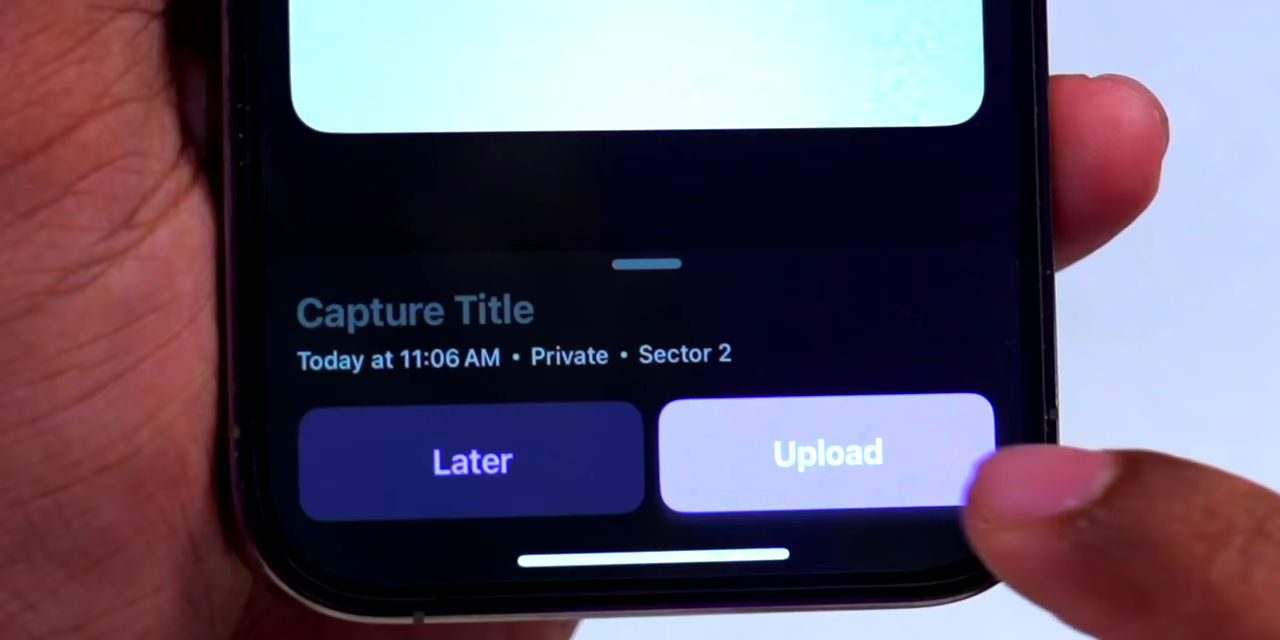 Capture Title
Today at 11:06 AM • Private • Sector 2
Later
Upload